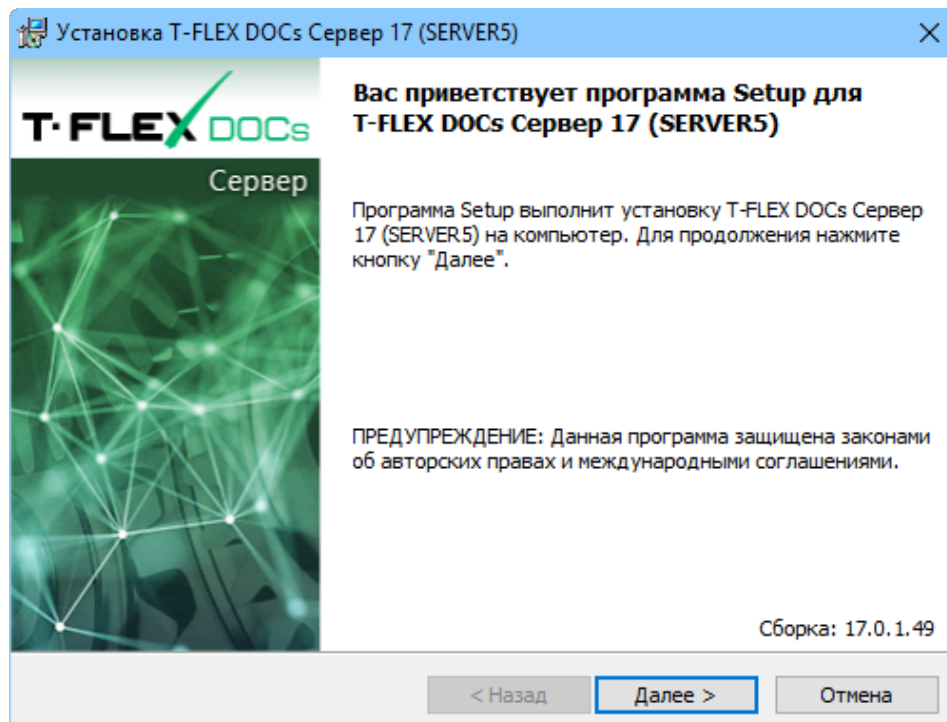 Установка T-FLEX DOCs Сервер 17 (SERVER5)
T-FLEX DOCs
Сервер
Вас приветствует программа Setup для
T-FLEX DOCs Сервер 17 (SERVER5)
Программа Setup выполнит установку T-FLEX DOCs Сервер
17 (SERVER5) на компьютер. Для продолжения нажмите
кнопку "Далее".
ПРЕДУПРЕЖДЕНИЕ: Данная программа защищена законами
об авторских правах и международными соглашениями.
Сборка: 17.0.1.49
< Назад
Далее >
Отмена